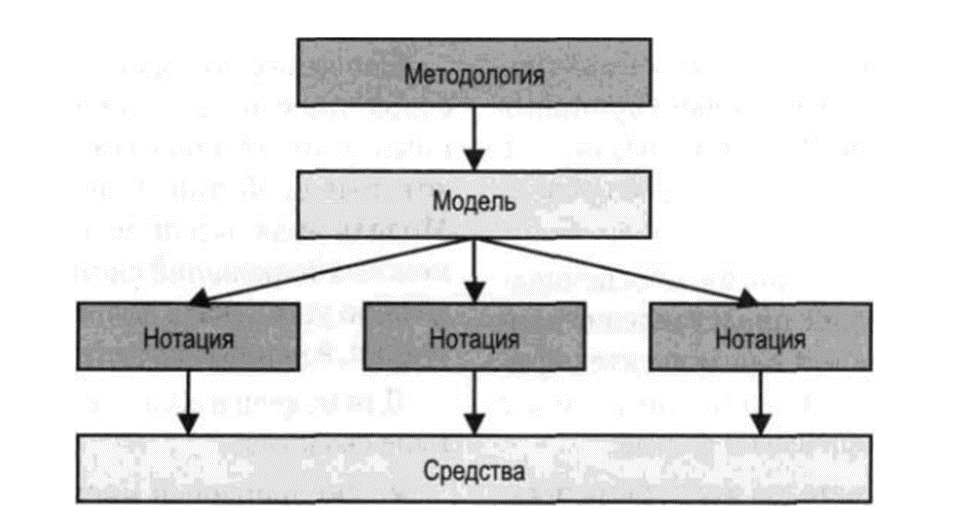 Методология
Модель
Нотация Нотация Нотация
Средства